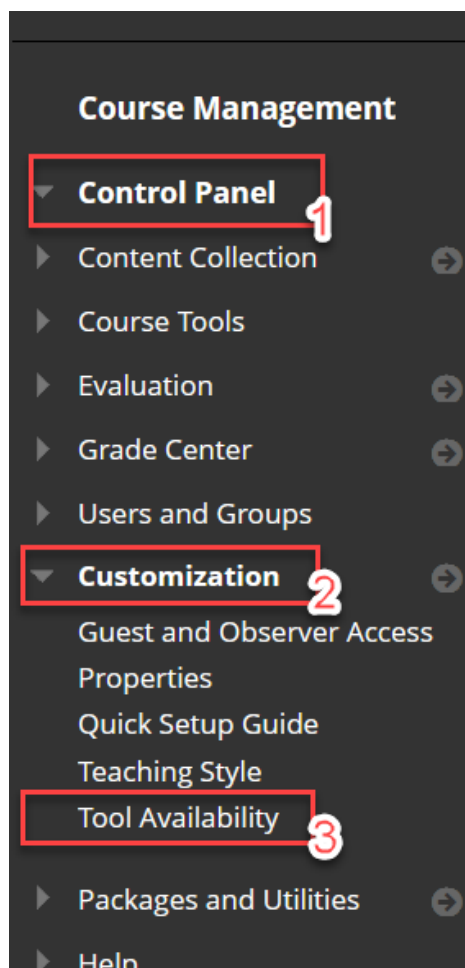 Course Management
Control Panel
1
Content Collection
Course Tools
Evaluation
Grade Center
Users and Groups
Customization
2
Guest and Observer Access
Properties
Quick Setup Guide
Teaching Style
Tool Availability
3
Packages and Utilities
Help